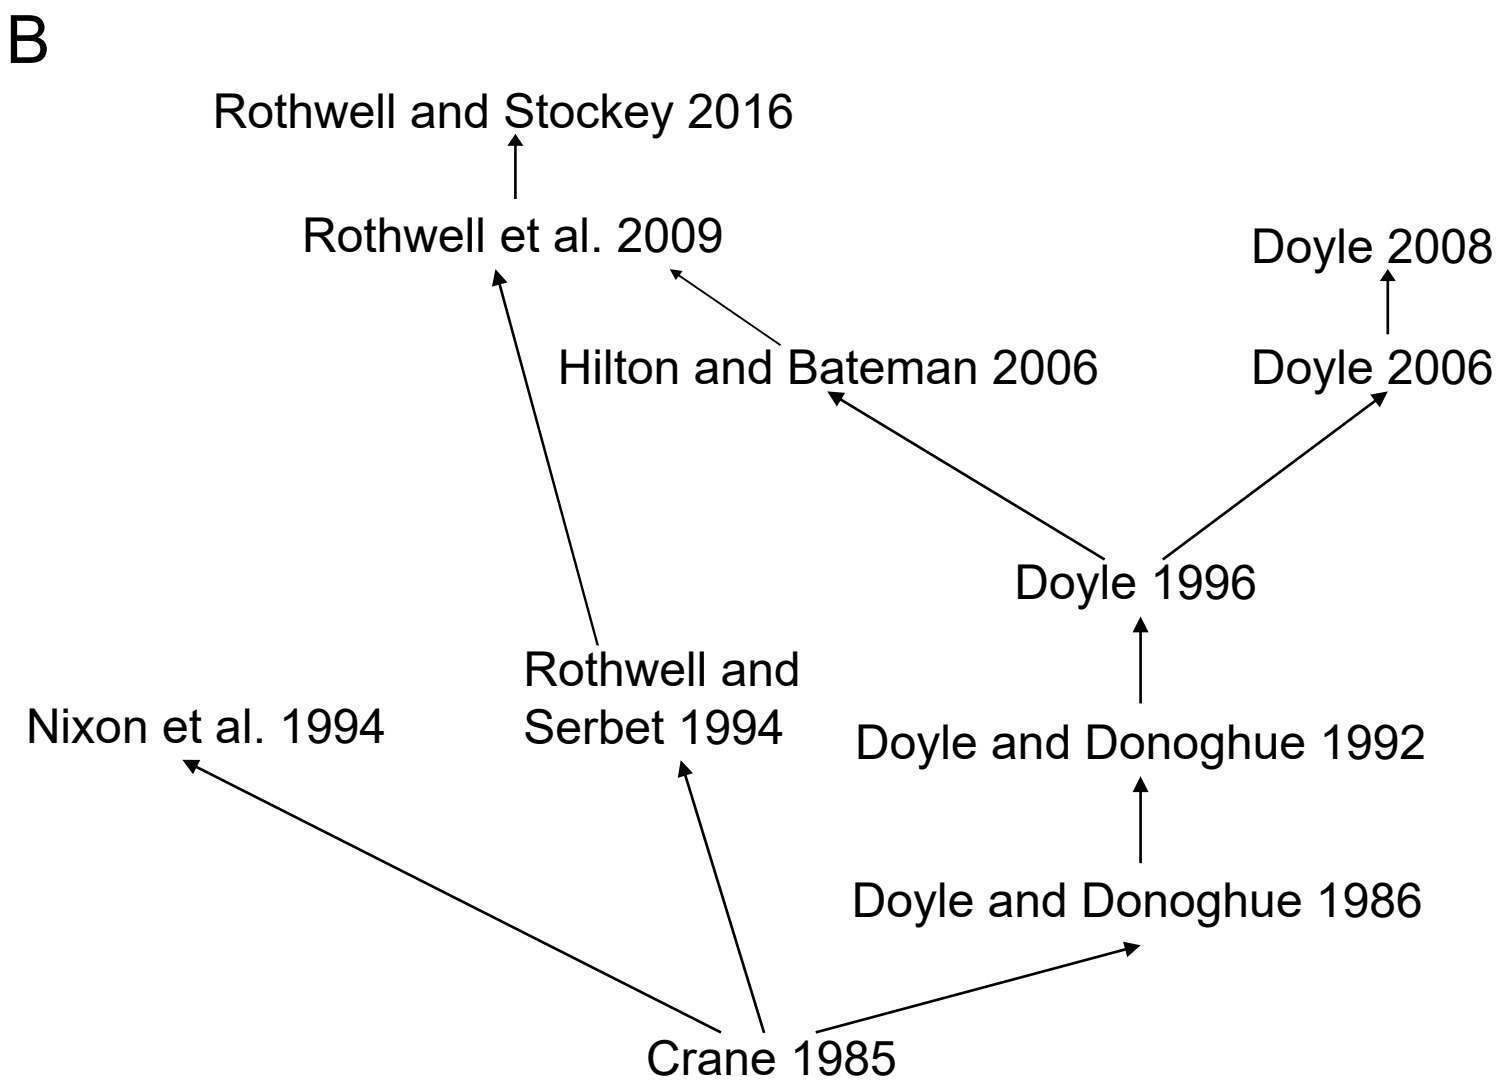 B
Rothwell and Stockey 2016
Rothwell et al. 2009
Doyle 2008
Hilton and Bateman 2006
Doyle 2006
Doyle 1996
Rothwell and
Serbet 1994
Nixon et al. 1994
Doyle and Donoghue 1992
Doyle and Donoghue 1986
Crane 1985